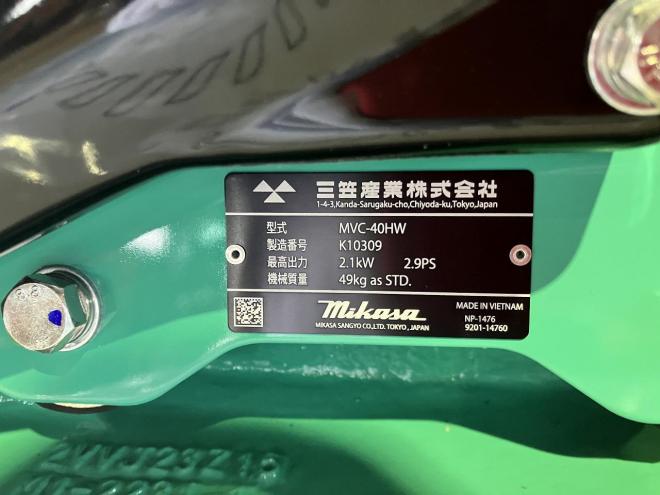 三笠産業株式会社
1-4-3,Kanda-Sarugaku-cho,Chiyoda-ku,Tokyo,Japan
型式 MVC-40HW
製造番号 K10309
最高出力 2.1kW 2.9PS
機械質量 49kg as STD.
Mikasa MADE IN VIETNAM
MIKASA SANGYO CO.,LTD. TOKYO, JAPAN
NP-1476
9201-14760
8.8